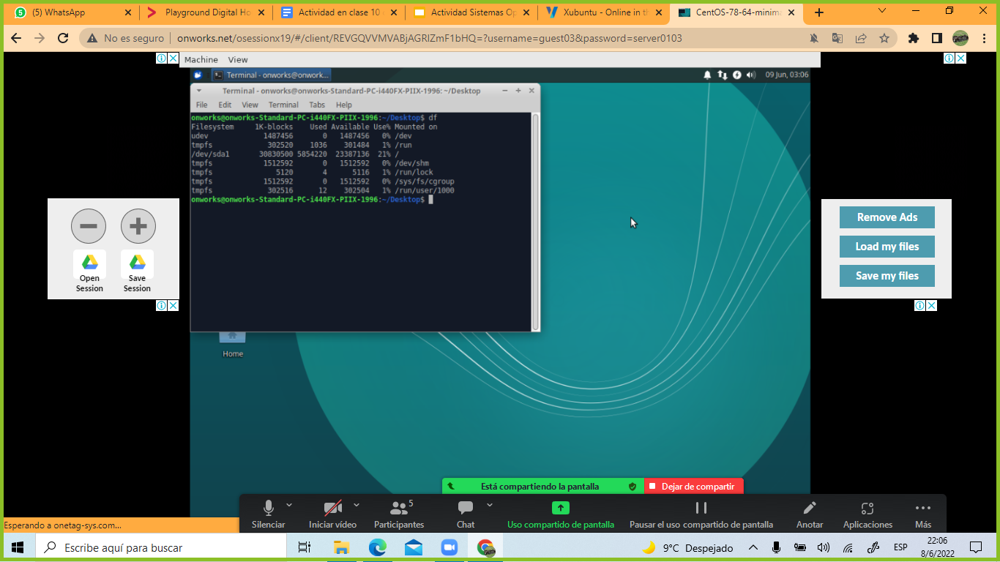 (5) WhatsApp
Playground Digital Ho
Actividad en clase 10
Actividad Sistemas Op
Xubuntu - Online in th
CentOS-78-64-minima
No es seguro
onworks.net/osessionx19/#/client/REVGQVVMVABjAGRIZmF1bHQ=?username=guest03&password=server0103
Machine View
Terminal - onworks@onwork...
09 Jun, 03:06
Terminal - onworks@onworks-Standard-PC-i440FX-PIIX-1996: ~/Desktop
File Edit View Terminal Tabs Help
onworks@onworks-Standard-PC-i440FX-PIIX-1996:~/Desktop$ df
Filesystem 1K-blocks Used Available Use% Mounted on
udev 1487456 0 1487456 0% /dev
tmpfs 302520 1036 301484 1% /run
/dev/sda1 30830500 5854220 23387136 21% /
tmpfs 1512592 0 1512592 0% /dev/shm
tmpfs 5120 4 5116 1% /run/lock
tmpfs 1512592 0 1512592 0% /sys/fs/cgroup
tmpfs 302516 12 302504 1% /run/user/1000
onworks@onworks-Standard-PC-i440FX-PIIX-1996:~/Desktop$
Open Session
Save Session
Remove Ads
Load my files
Save my files
Home
Está compartiendo la pantalla
Dejar de compartir
5
Silenciar
Iniciar vídeo
Participantes
Chat
Uso compartido de pantalla
Pausar el uso compartido de pantalla
Anotar
Aplicaciones
Más
Esperando a onetag-sys.com...
Escribe aquí para buscar
9°C Despejado
ESP
22:06
8/6/2022